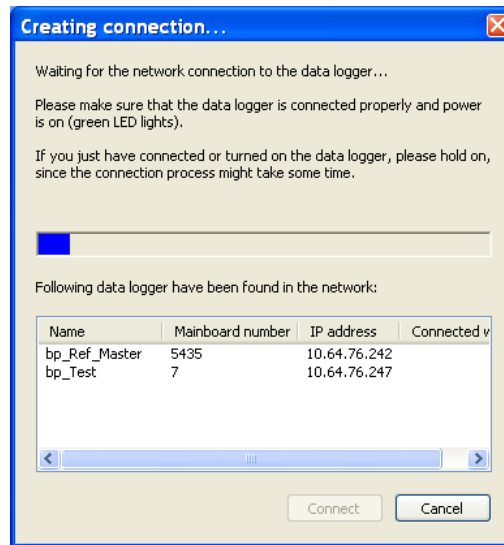 Creating connection...
Waiting for the network connection to the data logger...
Please make sure that the data logger is connected properly and power
is on (green LED lights).
If you just have connected or turned on the data logger, please hold on,
since the connection process might take some time.
Following data logger have been found in the network:
Name Mainboard number IP address Connected w
bp_Ref_Master 5435 10.64.76.242
bp_Test 7 10.64.76.247
Connect Cancel